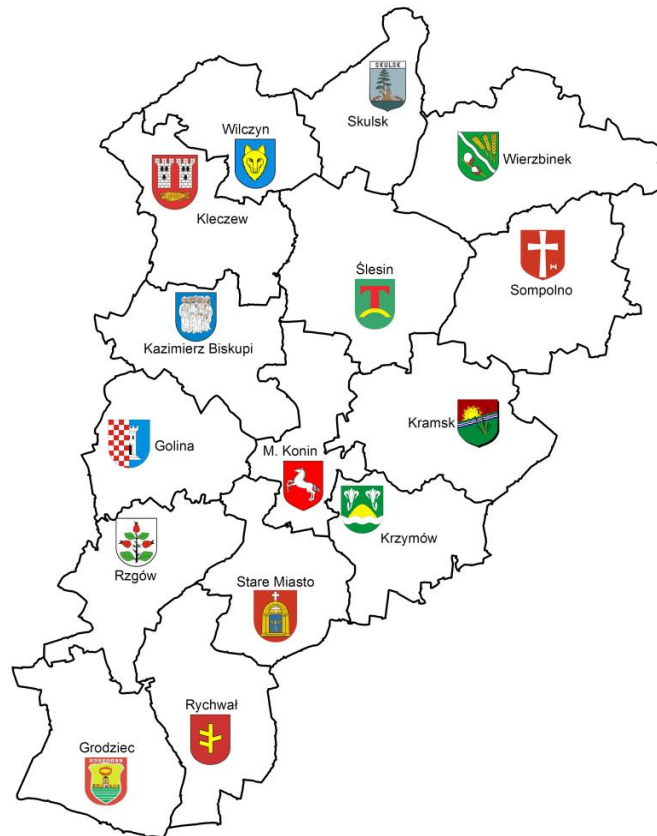 SKULSK
Skulsk
Wilczyn
Wierzbinek
Kleczew
Ślesin
Sompolno
Kazimierz Biskupi
Kramsk
Golina
M. Konin
Krzymów
Rzgów
Stare Miasto
Rychwał
Grodziec